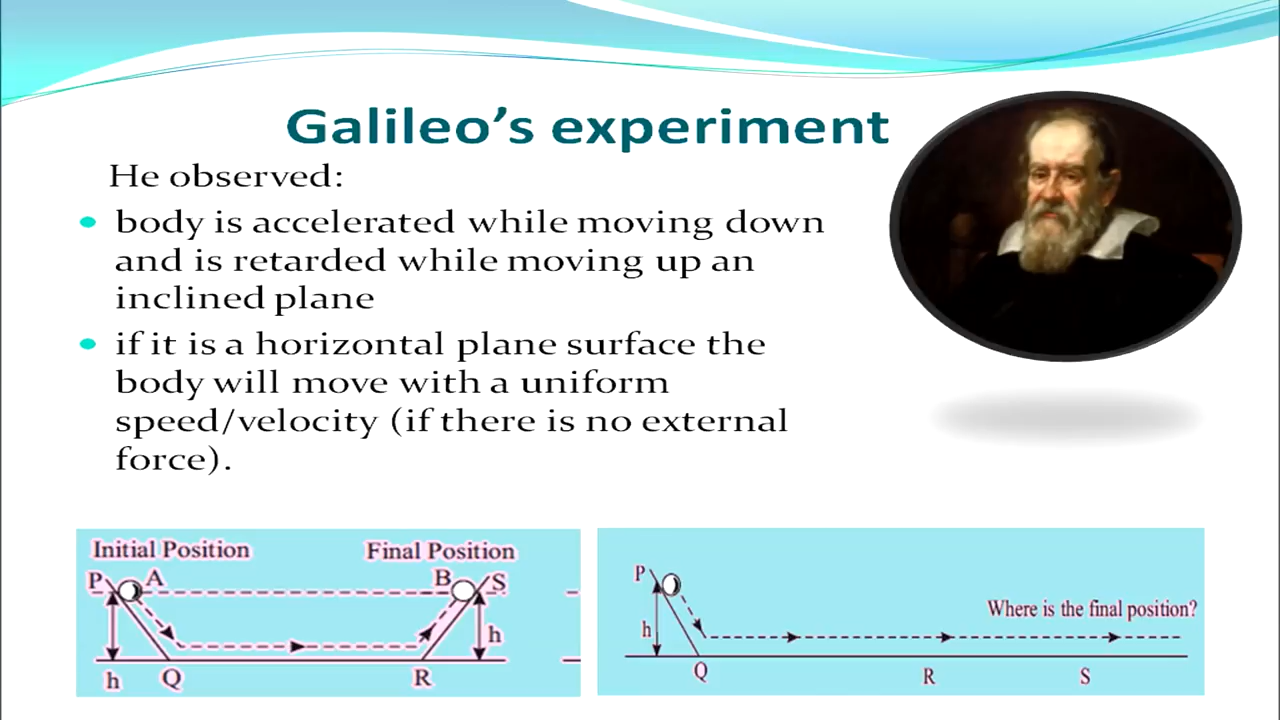 Galileo's experiment
He observed:
body is accelerated while moving down
and is retarded while moving up an
inclined plane
if it is a horizontal plane surface the
body will move with a uniform
speed/velocity (if there is no external
force).
Initial Position
Final Position
P A
B S
h
h Q R
P
Where is the final position?
h
Q R S